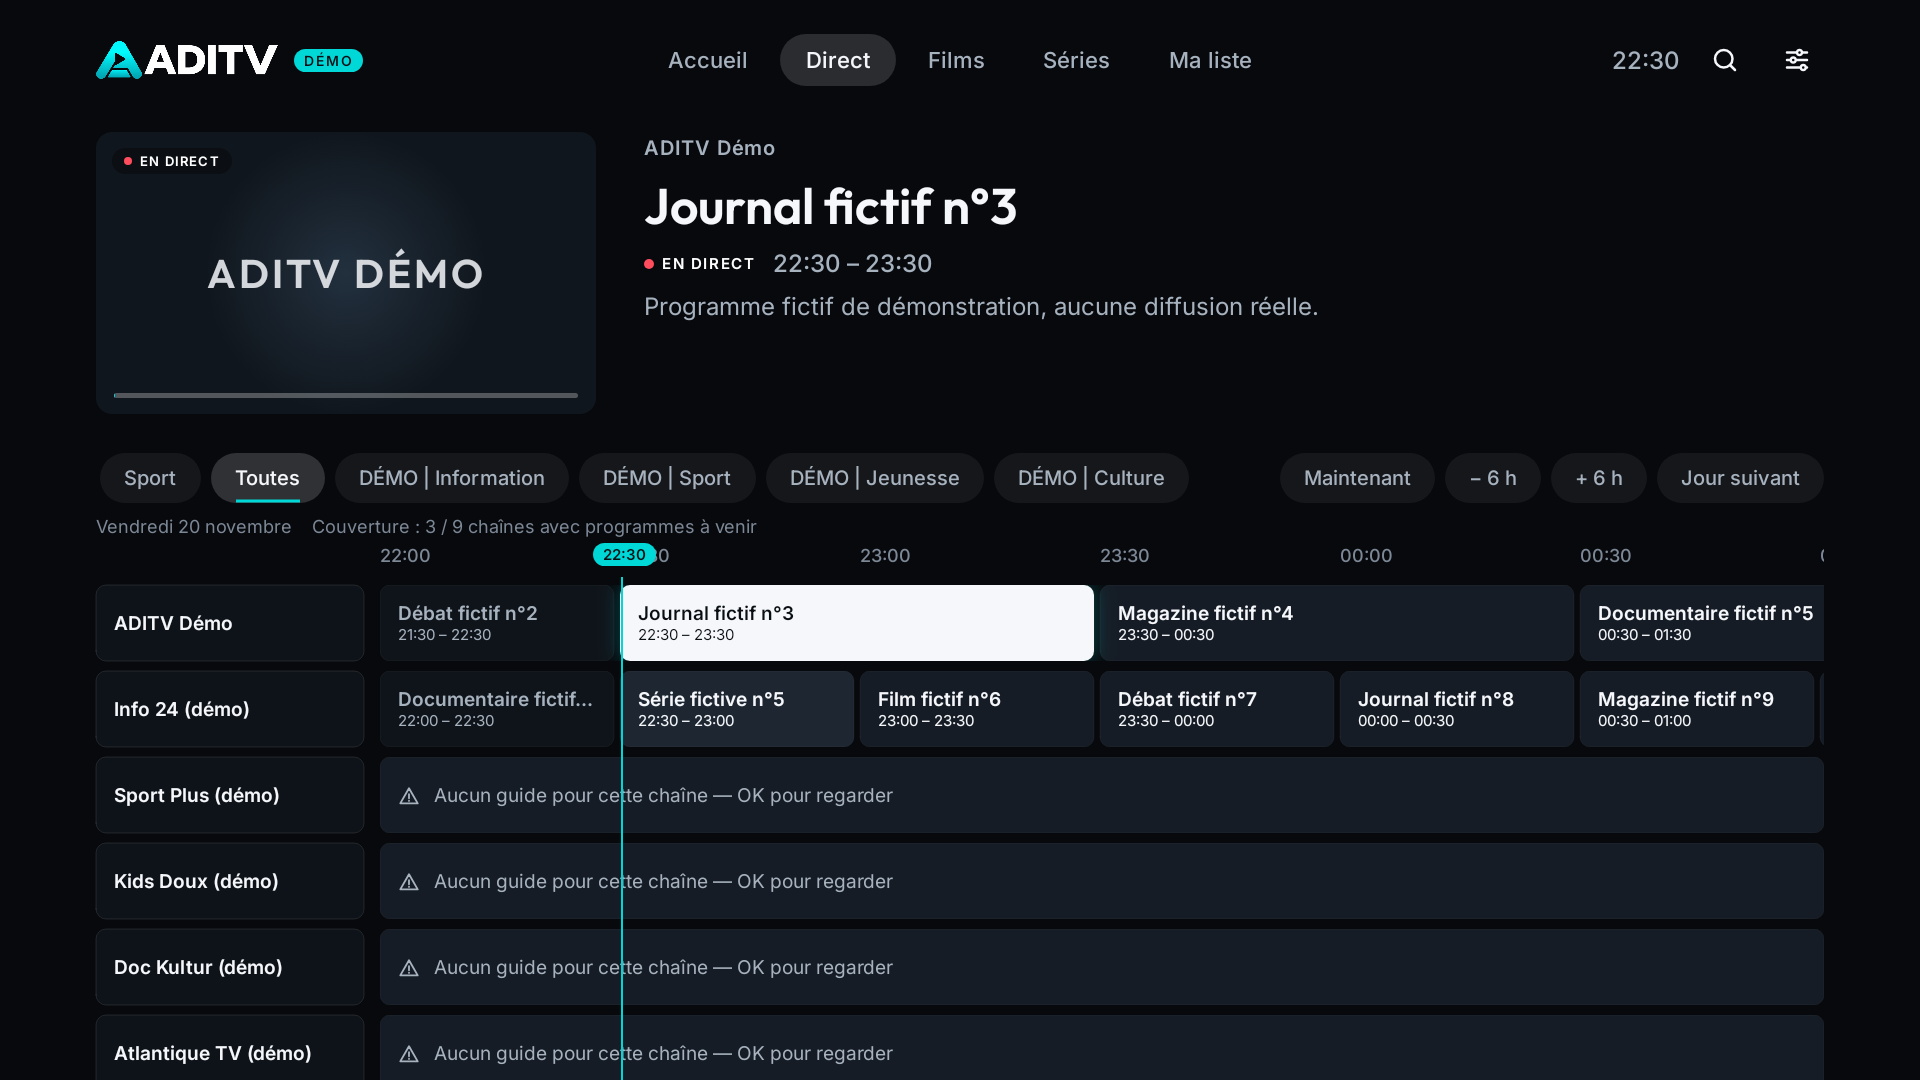 ADITV DÉMO
Accueil Direct Films Séries Ma liste
22:30
EN DIRECT
ADITV DÉMO
ADITV Démo
Journal fictif n°3
EN DIRECT 22:30 – 23:30
Programme fictif de démonstration, aucune diffusion réelle.
Sport Toutes DÉMO | Information DÉMO | Sport DÉMO | Jeunesse DÉMO | Culture Maintenant − 6 h + 6 h Jour suivant
Vendredi 20 novembre Couverture : 3 / 9 chaînes avec programmes à venir
22:00 22:30 23:00 23:30 00:00 00:30
ADITV Démo
Débat fictif n°2
21:30 – 22:30
Journal fictif n°3
22:30 – 23:30
Magazine fictif n°4
23:30 – 00:30
Documentaire fictif n°5
00:30 – 01:30
Info 24 (démo)
Documentaire fictif...
22:00 – 22:30
Série fictive n°5
22:30 – 23:00
Film fictif n°6
23:00 – 23:30
Débat fictif n°7
23:30 – 00:00
Journal fictif n°8
00:00 – 00:30
Magazine fictif n°9
00:30 – 01:00
Sport Plus (démo)
Aucun guide pour cette chaîne — OK pour regarder
Kids Doux (démo)
Aucun guide pour cette chaîne — OK pour regarder
Doc Kultur (démo)
Aucun guide pour cette chaîne — OK pour regarder
Atlantique TV (démo)
Aucun guide pour cette chaîne — OK pour regarder